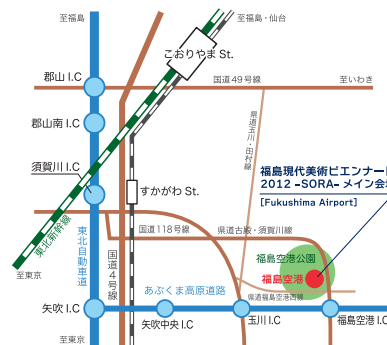 至福島
至福島・仙台
こおりやま St.
郡山 I.C
国道49号線
至いわき
郡山南 I.C
県道玉川・田村線
須賀川 I.C
福島現代美術ビエンナー
2012 –SORA– メイン会
[Fukushima Airport]
すかがわ St.
東北新幹線
東北自動車道
国道4号線
国道118号線
県道古殿・須賀川線
福島空港公園
至東京
福島空港
あぶくま高原道路
県道福島空港西線
矢吹 I.C
矢吹中央 I.C
玉川 I.C
福島空港 I.C
至東京